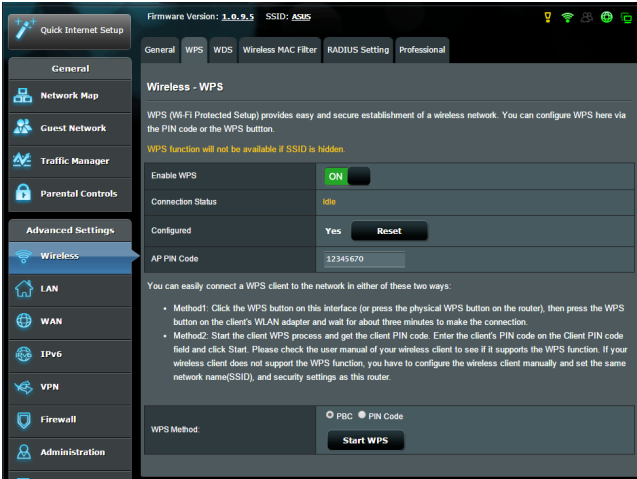 Quick Internet Setup
General
Network Map
Guest Network
Traffic Manager
Parental Controls
Advanced Settings
Wireless
LAN
WAN
IPv6
IPv6
VPN
Firewall
Administration
Firmware Version: 1.0.9.5 SSID: ASUS
General WPS WDS Wireless MAC Filter RADIUS Setting Professional
Wireless - WPS
WPS (Wi-Fi Protected Setup) provides easy and secure establishment of a wireless network. You can configure WPS here via
the PIN code or the WPS buttton.
WPS function will not be available if SSID is hidden.
Enable WPS ON
Connection Status Idle
Configured Yes Reset
AP PIN Code 12345670
You can easily connect a WPS client to the network in either of these two ways:
• Method1: Click the WPS button on this interface (or press the physical WPS button on the router), then press the WPS
button on the client's WLAN adapter and wait for about three minutes to make the connection.
• Method2: Start the client WPS process and get the client PIN code. Enter the client's PIN code on the Client PIN code
field and click Start. Please check the user manual of your wireless client to see if it supports the WPS function. If your
wireless client does not support the WPS function, you have to configure the wireless client manually and set the same
network name(SSID), and security settings as this router.
WPS Method: PBC PIN Code
Start WPS